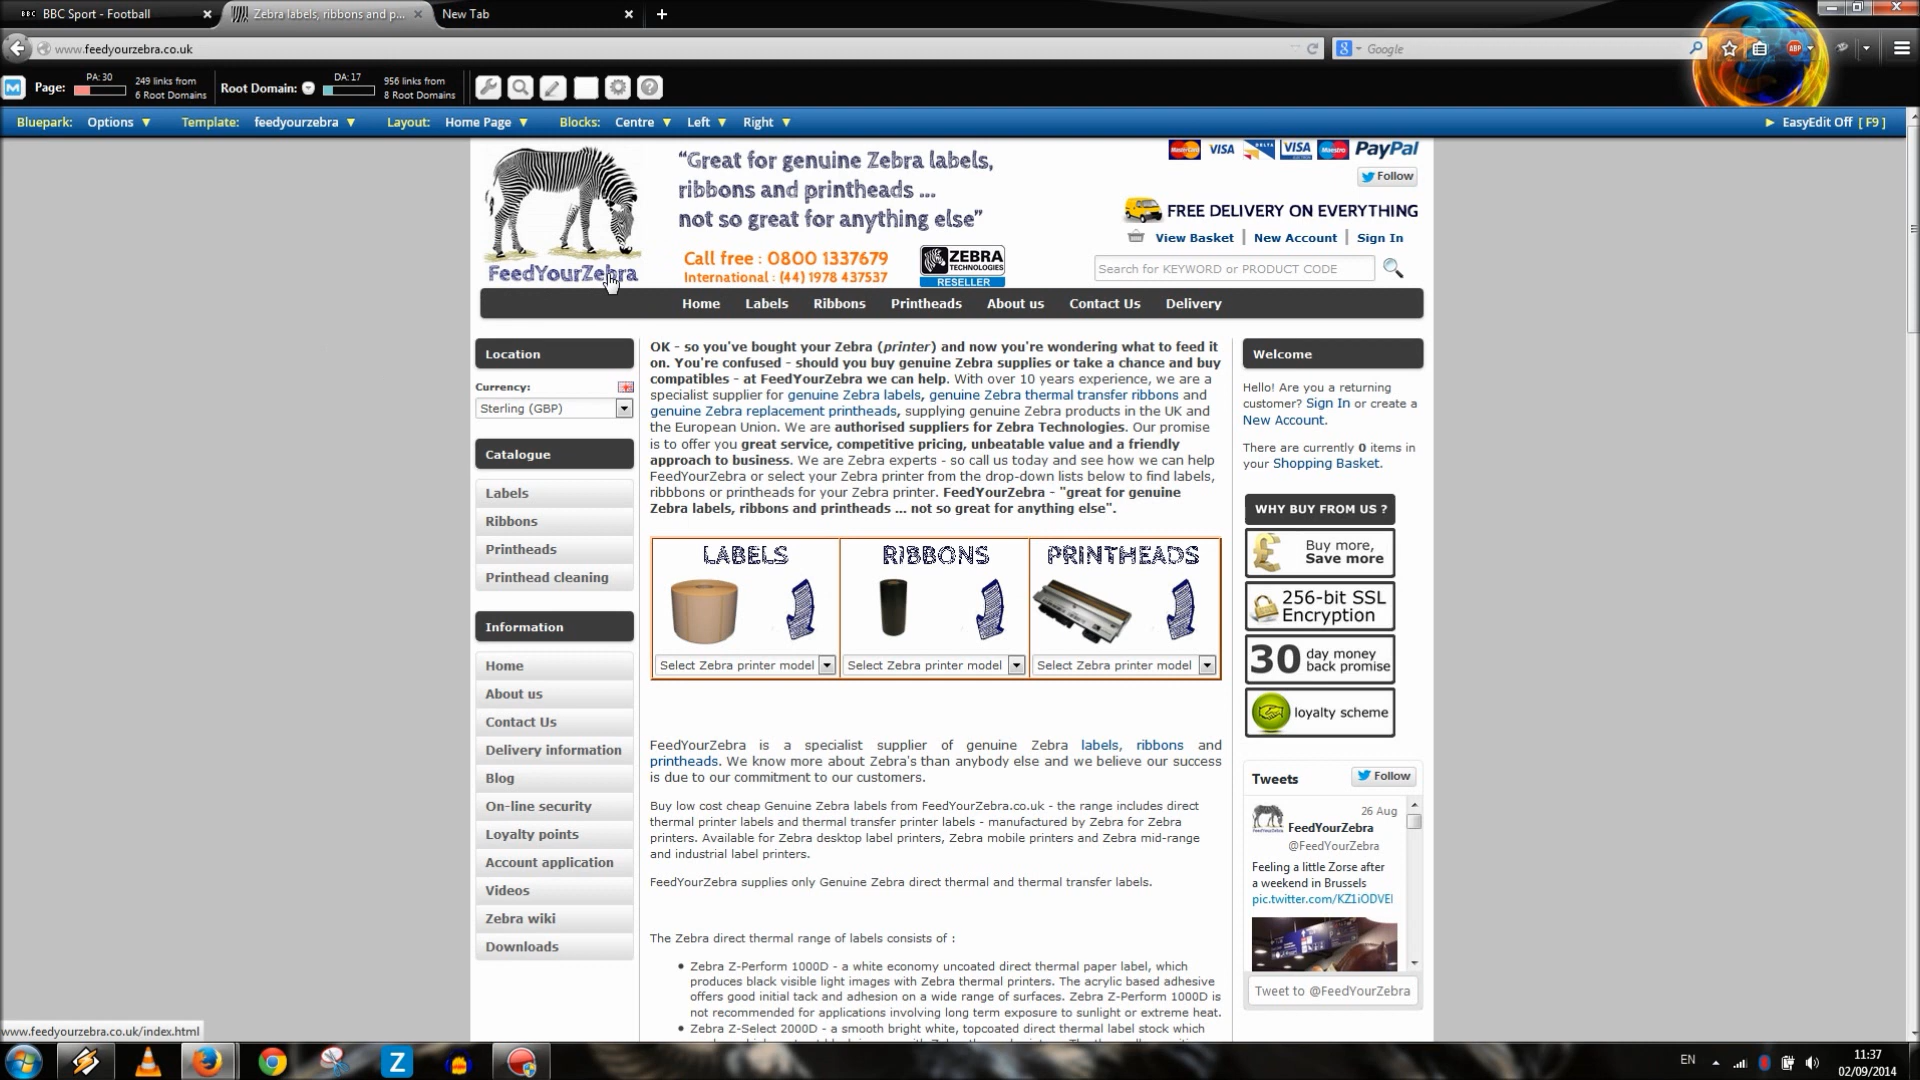 BBC BBC Sport - Football
Zebra labels, ribbons and p...
New Tab
www.feedyourzebra.co.uk
Google
ABP
Page:
PA: 30
249 links from
6 Root Domains
Root Domain:
DA: 17
956 links from
8 Root Domains
Bluepark: Options
Template: feedyourzebra
Layout: Home Page
Blocks: Centre
Left
Right
EasyEdit Off [ F9 ]
FeedYourZebra
“Great for genuine Zebra labels,
ribbons and printheads ...
not so great for anything else”
Call free : 0800 1337679
International : (44) 1978 437537
ZEBRA
TECHNOLOGIES
RESELLER
MasterCard VISA DELTA VISA Maestro PayPal
Follow
FREE DELIVERY ON EVERYTHING
View Basket | New Account | Sign In
Search for KEYWORD or PRODUCT CODE
Home Labels Ribbons Printheads About us Contact Us Delivery
Location
Currency:
Sterling (GBP)
Catalogue
Labels
Ribbons
Printheads
Printhead cleaning
Information
Home
About us
Contact Us
Delivery information
Blog
On-line security
Loyalty points
Account application
Videos
Zebra wiki
Downloads
OK - so you've bought your Zebra (printer) and now you're wondering what to feed it
on. You're confused - should you buy genuine Zebra supplies or take a chance and buy
compatibles - at FeedYourZebra we can help. With over 10 years experience, we are a
specialist supplier for genuine Zebra labels, genuine Zebra thermal transfer ribbons and
genuine Zebra replacement printheads, supplying genuine Zebra products in the UK and
the European Union. We are authorised suppliers for Zebra Technologies. Our promise
is to offer you great service, competitive pricing, unbeatable value and a friendly
approach to business. We are Zebra experts - so call us today and see how we can help
FeedYourZebra or select your Zebra printer from the drop-down lists below to find labels,
ribbbons or printheads for your Zebra printer. FeedYourZebra - "great for genuine
Zebra labels, ribbons and printheads ... not so great for anything else".
LABELS
RIBBONS
PRINTHEADS
Select Zebra printer model
Select Zebra printer model
Select Zebra printer model
FeedYourZebra is a specialist supplier of genuine Zebra labels, ribbons and
printheads. We know more about Zebra's than anybody else and we believe our success
is due to our commitment to our customers.
Buy low cost cheap Genuine Zebra labels from FeedYourZebra.co.uk - the range includes direct
thermal printer labels and thermal transfer printer labels - manufactured by Zebra for Zebra
printers. Available for Zebra desktop label printers, Zebra mobile printers and Zebra mid-range
and industrial label printers.
FeedYourZebra supplies only Genuine Zebra direct thermal and thermal transfer labels.
The Zebra direct thermal range of labels consists of :
Zebra Z-Perform 1000D - a white economy uncoated direct thermal paper label, which
produces black visible light images with Zebra thermal printers. The acrylic based adhesive
offers good initial tack and adhesion on a wide range of surfaces. Zebra Z-Perform 1000D is
not recommended for applications involving long term exposure to sunlight or extreme heat.
Zebra Z-Select 2000D - a smooth bright white, topcoated direct thermal label stock which
Welcome
Hello! Are you a returning
customer? Sign In or create a
New Account.
There are currently 0 items in
your Shopping Basket.
WHY BUY FROM US ?
Buy more,
Save more
256-bit SSL
Encryption
30 day money
back promise
loyalty scheme
Tweets
Follow
26 Aug
FeedYourZebra
@FeedYourZebra
Feeling a little Zorse after
a weekend in Brussels
pic.twitter.com/KZ1iODVEI
Tweet to @FeedYourZebra
www.feedyourzebra.co.uk/index.html
EN
11:37
02/09/2014